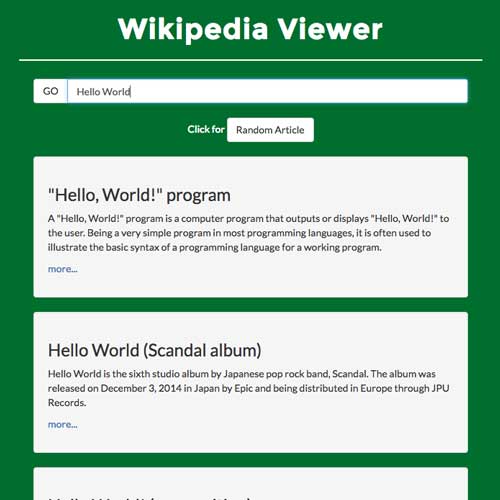 Wikipedia Viewer
GO Hello World
Click for Random Article
"Hello, World!" program
A "Hello, World!" program is a computer program that outputs or displays "Hello, World!" to
the user. Being a very simple program in most programming languages, it is often used to
illustrate the basic syntax of a programming language for a working program.
more...
Hello World (Scandal album)
Hello World is the sixth studio album by Japanese pop rock band, Scandal. The album was
released on December 3, 2014 in Japan by Epic and being distributed in Europe through JPU
Records.
more...